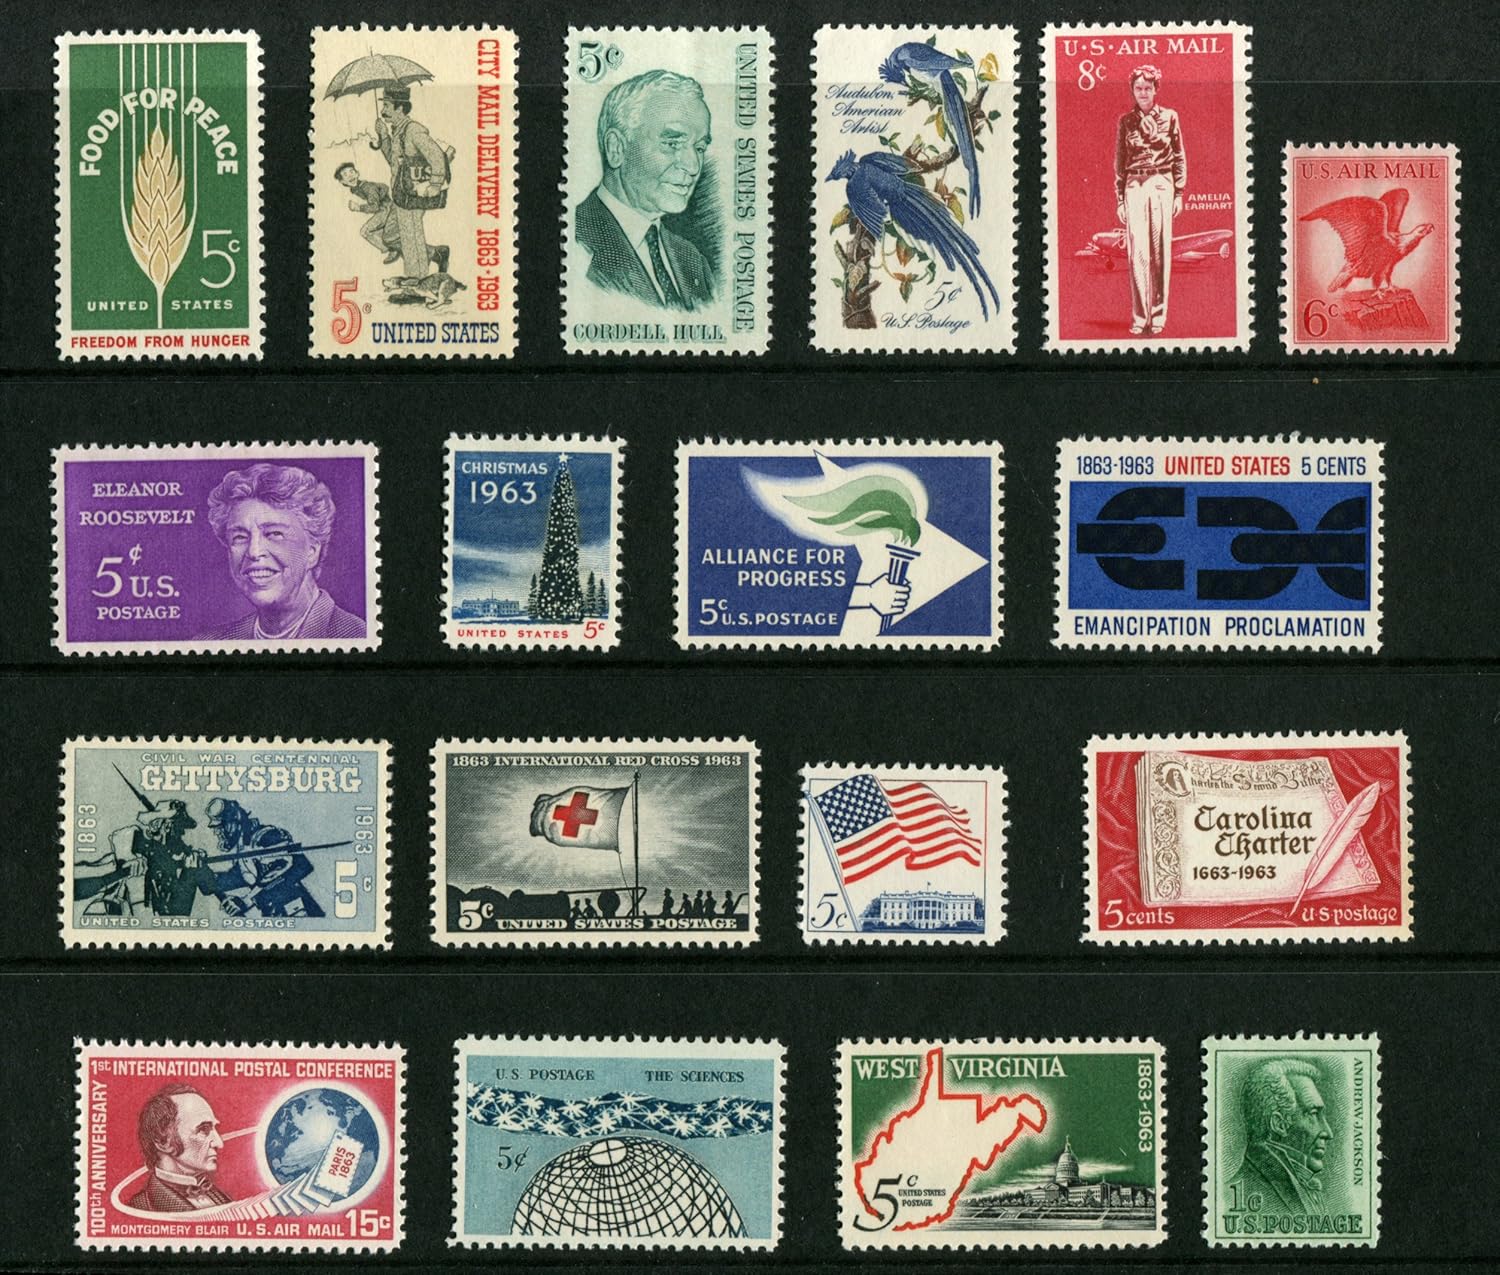 FOOD FOR PEACE
5c
UNITED STATES
FREEDOM FROM HUNGER
CITY MAIL DELIVERY 1863·1963
U.S.
5c
UNITED STATES
5c
UNITED STATES POSTAGE
CORDELL HULL
Audubon,
American
Artist
5¢
U.S. Postage
U·S·AIR MAIL
8c
AMELIA
EARHART
U.S. AIR MAIL
6c
ELEANOR
ROOSEVELT
5¢ U.S.
POSTAGE
CHRISTMAS
1963
UNITED STATES 5c
ALLIANCE FOR
PROGRESS
5c U.S. POSTAGE
1863-1963 UNITED STATES 5 CENTS
EMANCIPATION PROCLAMATION
CIVIL WAR CENTENNIAL
GETTYSBURG
1863
1963
5c
UNITED STATES POSTAGE
1863 INTERNATIONAL RED CROSS 1963
5c UNITED STATES POSTAGE
5c
Charles the Second
Carolina
Charter
1663-1963
5 cents U·S·postage
1st INTERNATIONAL POSTAL CONFERENCE
100th ANNIVERSARY
PARIS
1863
MONTGOMERY BLAIR U.S. AIR MAIL 15c
U.S. POSTAGE THE SCIENCES
5¢
WEST VIRGINIA
1863-1963
5c
UNITED STATES
POSTAGE
ANDREW JACKSON
1c
U.S. POSTAGE